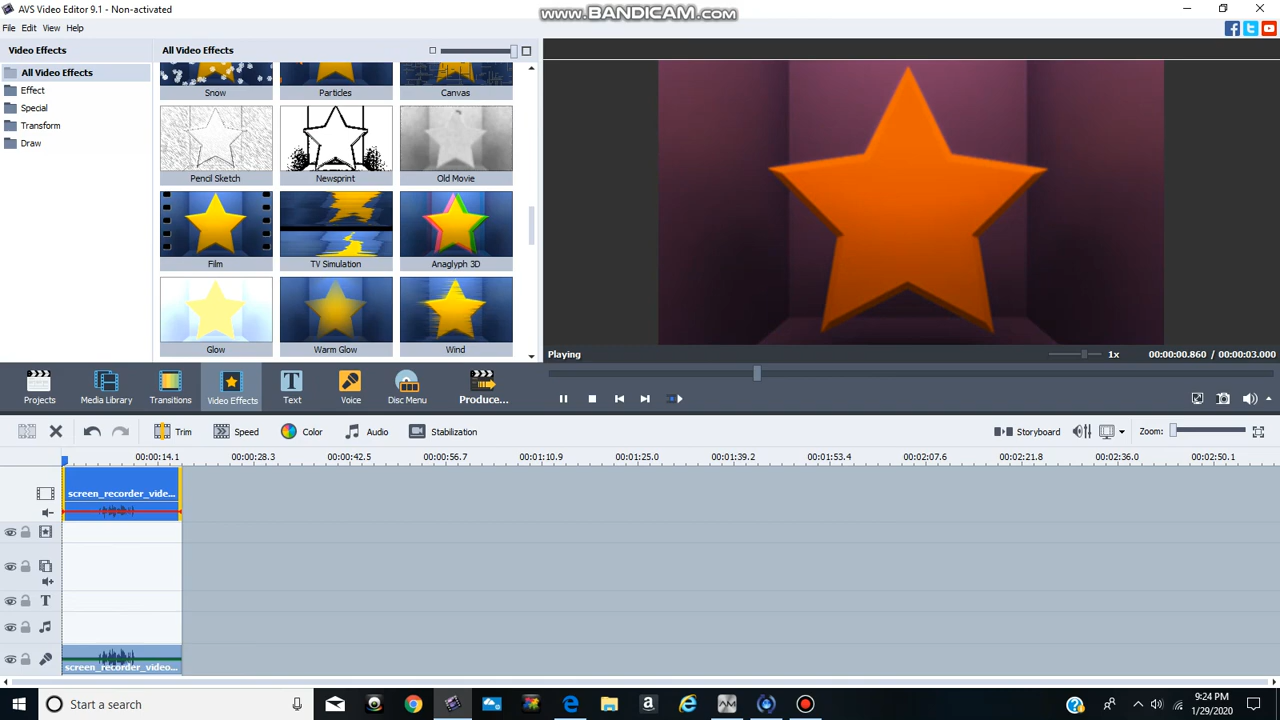 AVS Video Editor 9.1 - Non-activated
www.BANDICAM.com
File Edit View Help
Video Effects
All Video Effects
All Video Effects
Effect
Special
Transform
Draw
Snow Particles Canvas
Pencil Sketch Newsprint Old Movie
Film TV Simulation Anaglyph 3D
Glow Warm Glow Wind
Playing 1x 00:00:00.860 / 00:00:03.000
Projects Media Library Transitions Video Effects Text Voice Disc Menu Produce...
Trim Speed Color Audio Stabilization Storyboard Zoom:
00:00:14.1 00:00:28.3 00:00:42.5 00:00:56.7 00:01:10.9 00:01:25.0 00:01:39.2 00:01:53.4 00:02:07.6 00:02:21.8 00:02:36.0 00:02:50.1
screen_recorder_vide...
screen_recorder_video...
Start a search
9:24 PM
1/29/2020